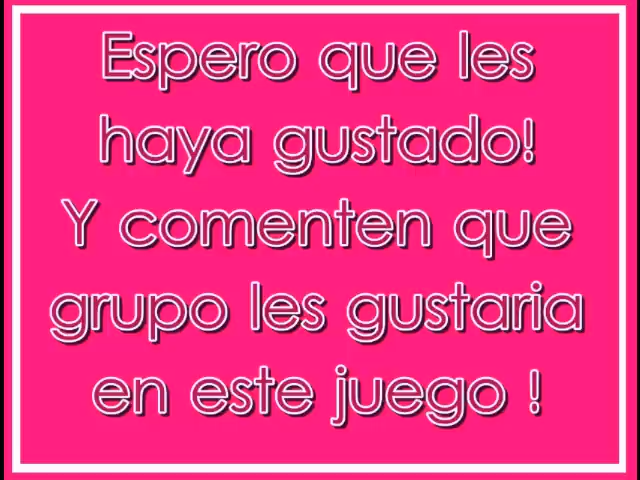 Espero que les
haya gustado!
Y comenten que
grupo les gustaria
en este juego !